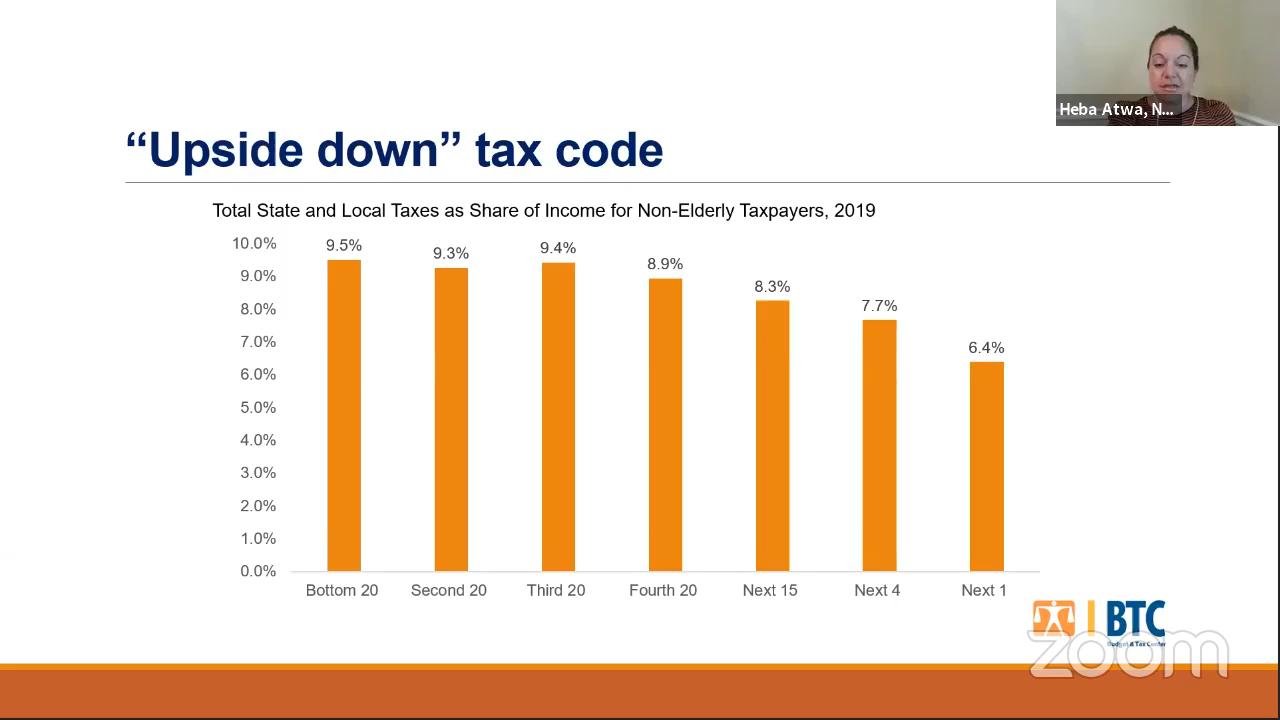 Heba Atwa, N...
“Upside down” tax code
Total State and Local Taxes as Share of Income for Non-Elderly Taxpayers, 2019
10.0%
9.0%
8.0%
7.0%
6.0%
5.0%
4.0%
3.0%
2.0%
1.0%
0.0%
9.5%
9.3%
9.4%
8.9%
8.3%
7.7%
6.4%
Bottom 20
Second 20
Third 20
Fourth 20
Next 15
Next 4
Next 1
BTC
Budget & Tax Center
zoom